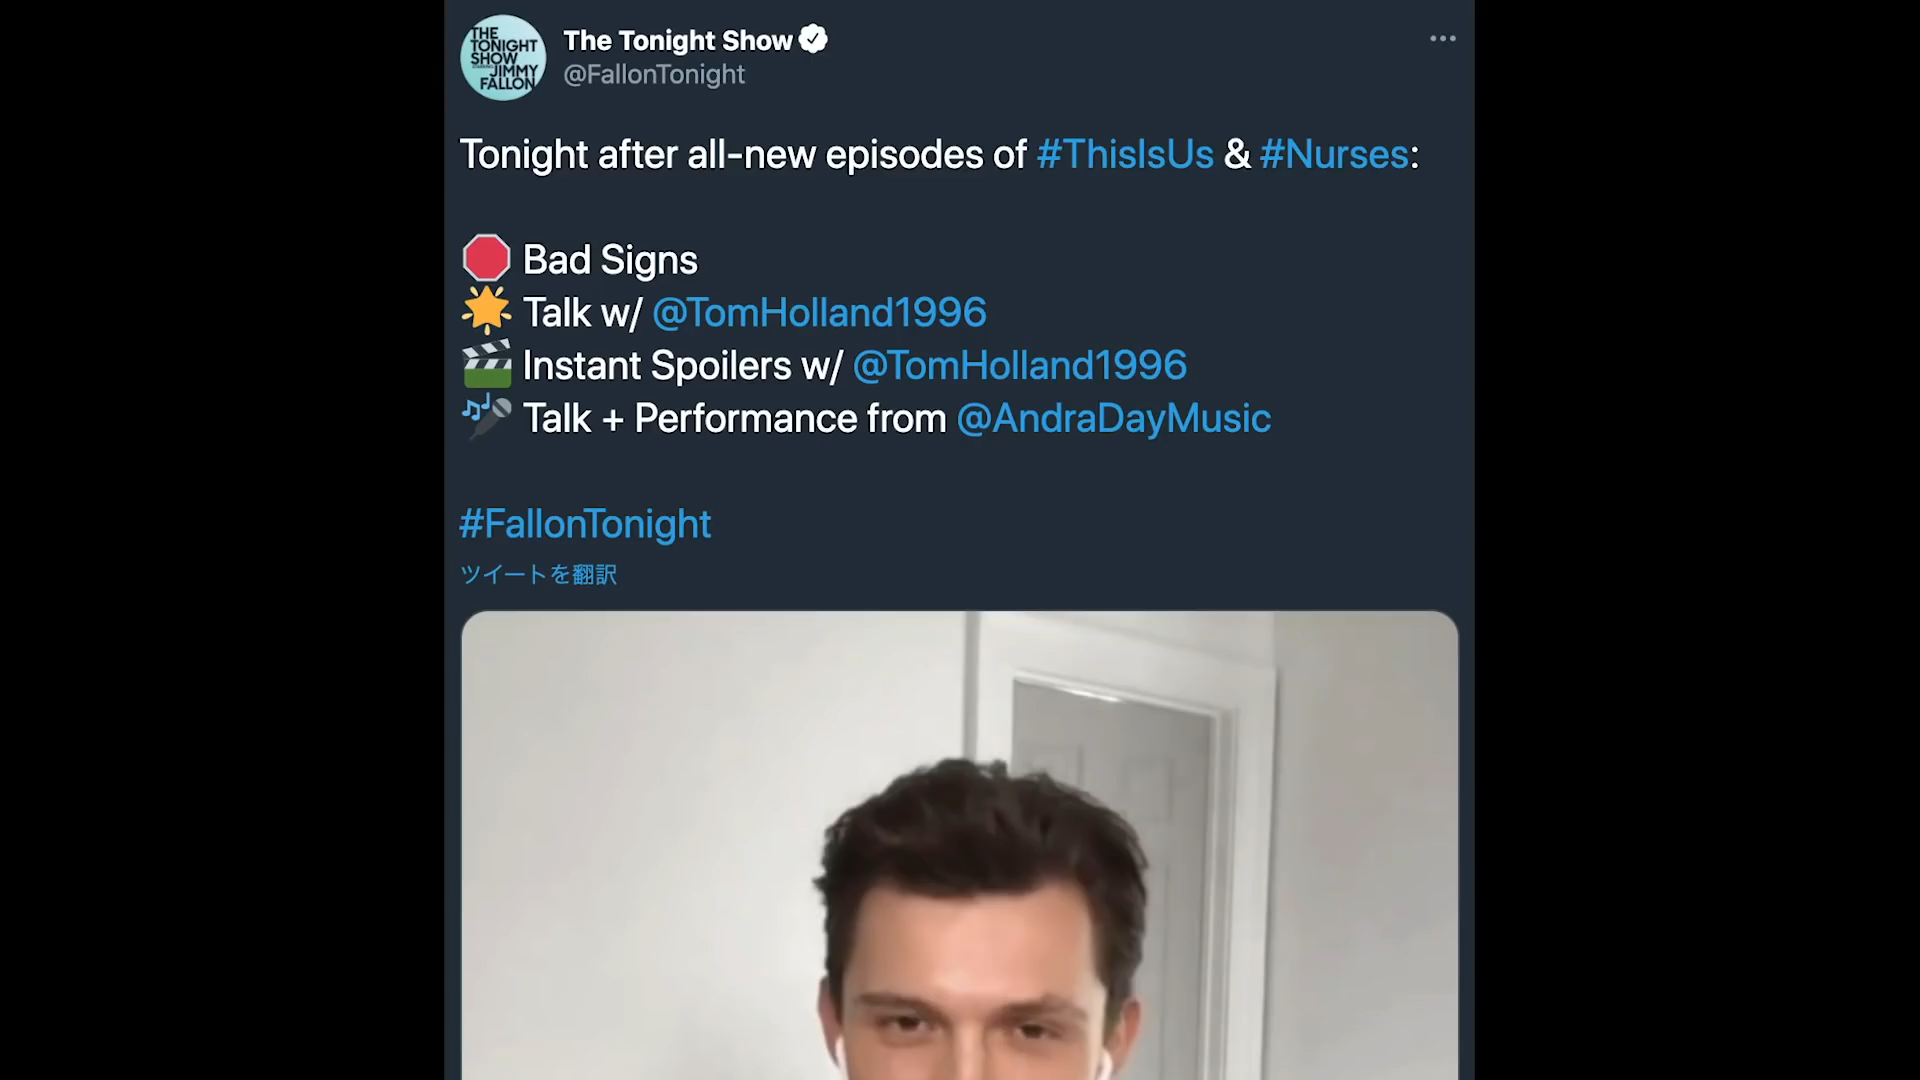 THE
TONIGHT
SHOW
JIMMY
FALLON
The Tonight Show
@FallonTonight
Tonight after all-new episodes of #ThisIsUs & #Nurses:
Bad Signs
Talk w/ @TomHolland1996
Instant Spoilers w/ @TomHolland1996
Talk + Performance from @AndraDayMusic
#FallonTonight
ツイートを翻訳